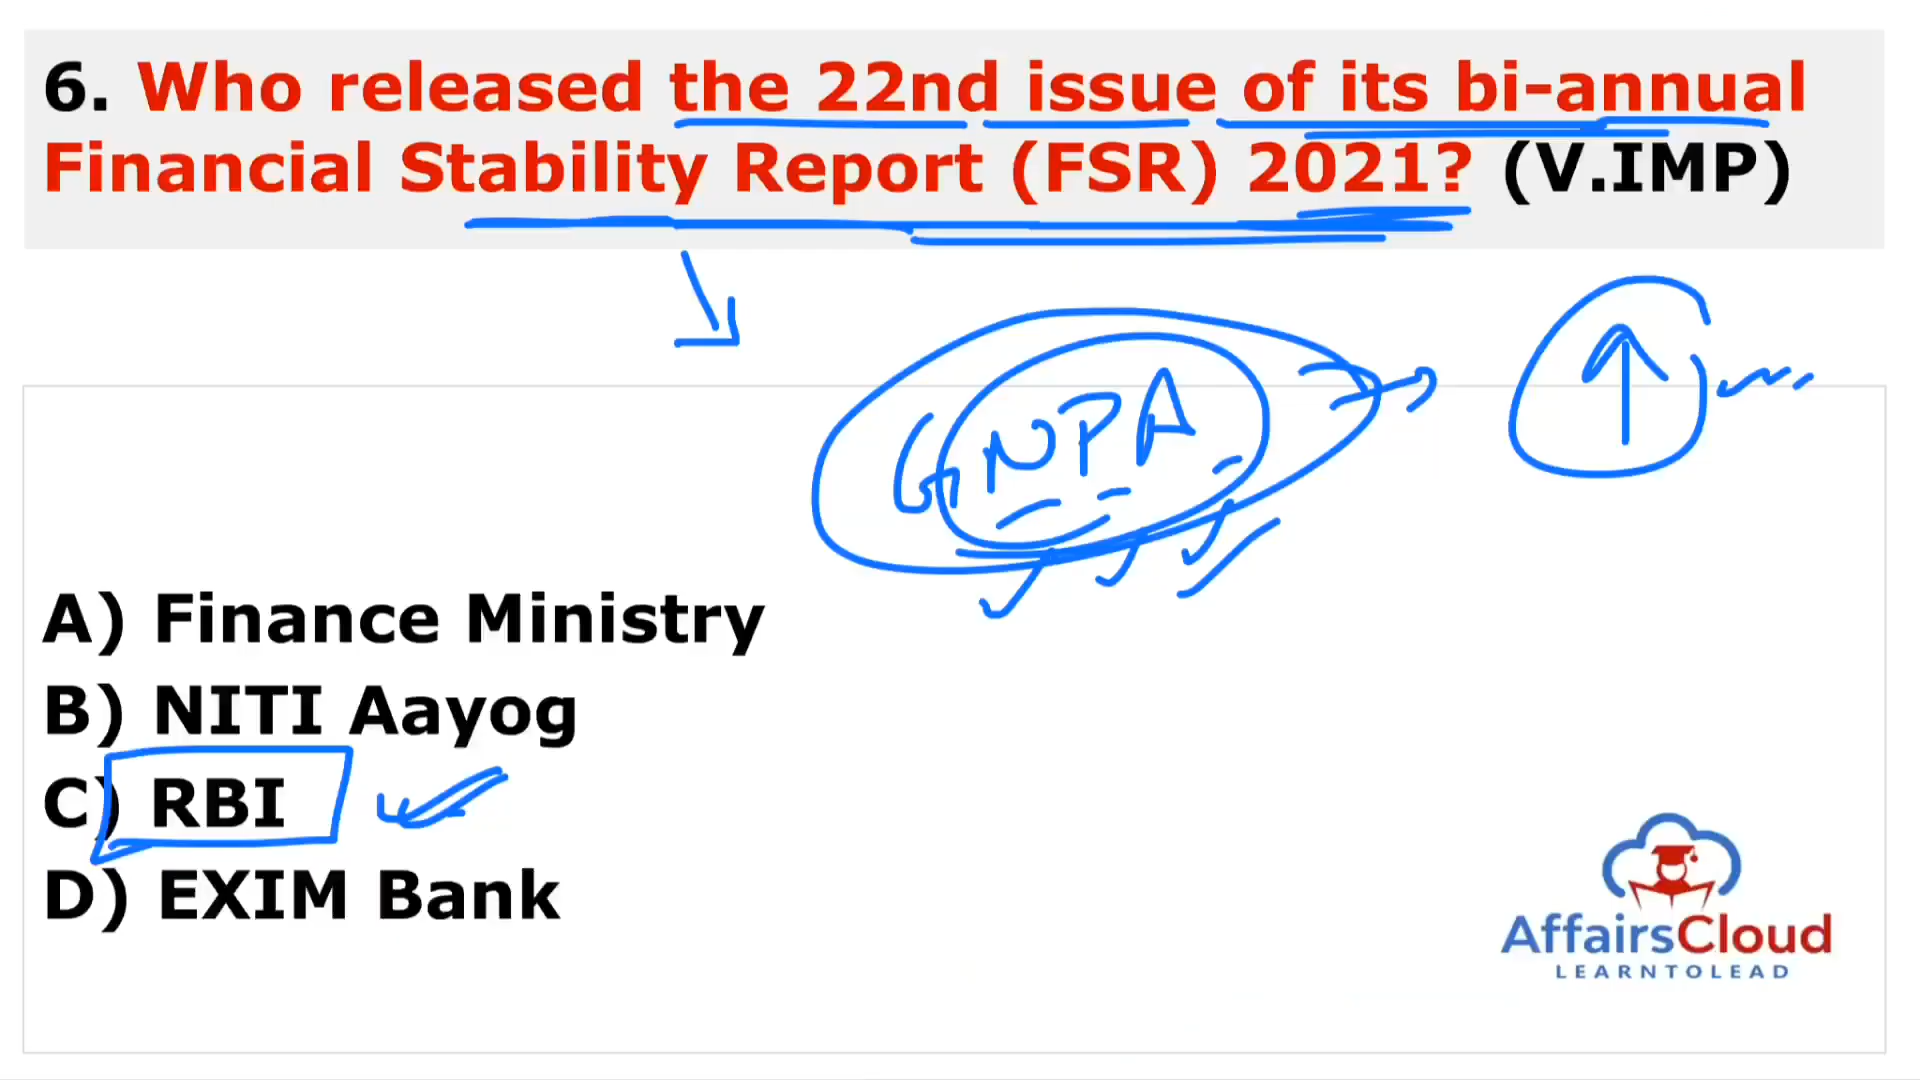 6. Who released the 22nd issue of its bi-annual
Financial Stability Report (FSR) 2021? (V.IMP)
GNPA
A) Finance Ministry
B) NITI Aayog
C) RBI
D) EXIM Bank
AffairsCloud
LEARNTOLEAD